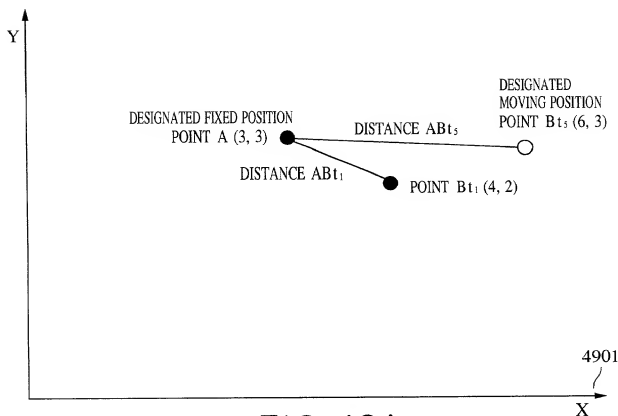 Y
DESIGNATED
MOVING POSITION
POINT Bt₅ (6, 3)
DESIGNATED FIXED POSITION
POINT A (3, 3)
DISTANCE ABt₅
DISTANCE ABt₁
POINT Bt₁ (4, 2)
4901
X